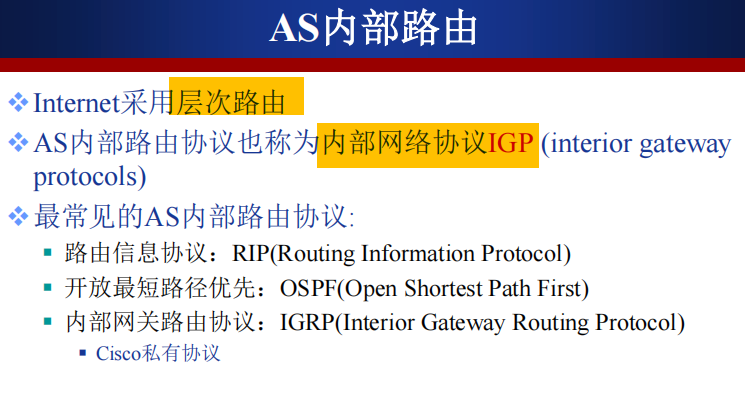 AS内部路由
Internet采用层次路由
AS内部路由协议也称为内部网络协议IGP (interior gateway
protocols)
最常见的AS内部路由协议:
路由信息协议：RIP(Routing Information Protocol)
开放最短路径优先：OSPF(Open Shortest Path First)
内部网关路由协议：IGRP(Interior Gateway Routing Protocol)
Cisco私有协议